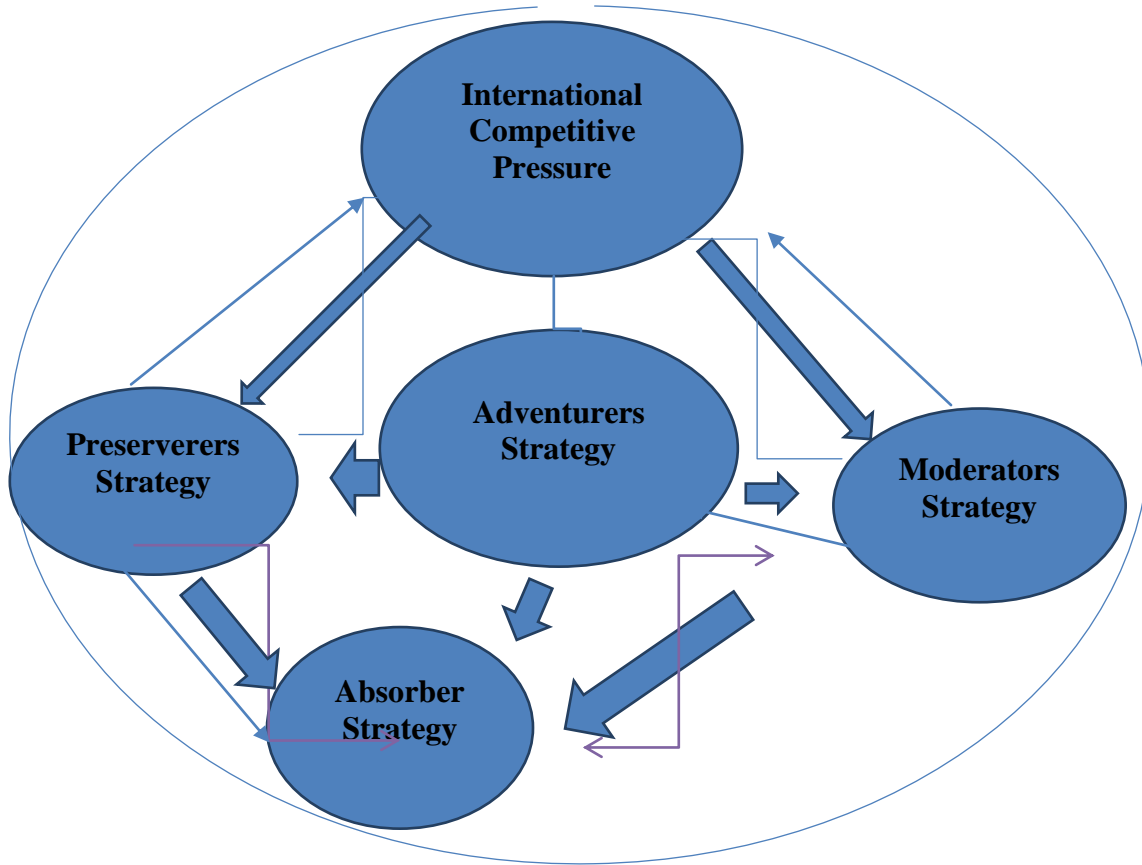 International
Competitive
Pressure
Adventurers
Strategy
Preserverers
Strategy
Moderators
Strategy
Absorber
Strategy